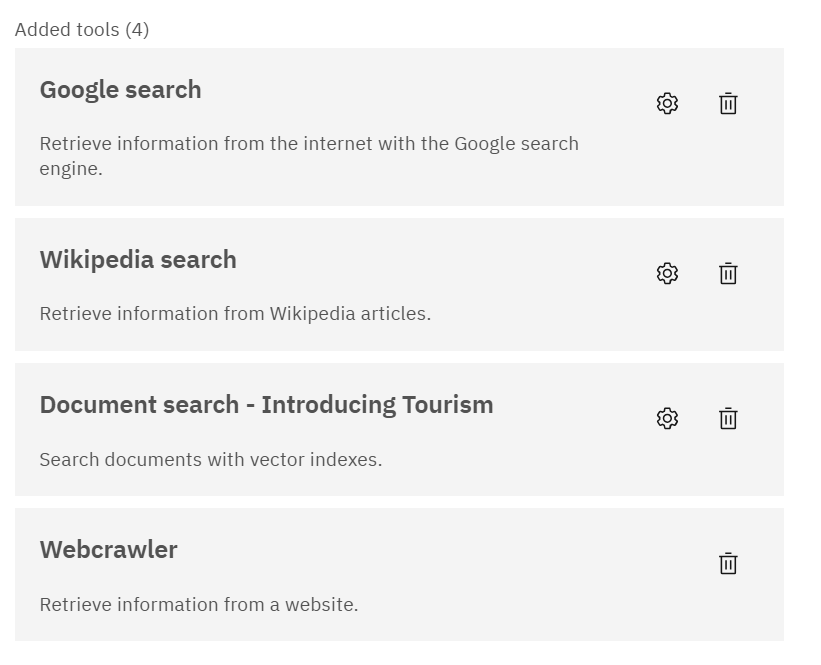 Added tools (4)
Google search
Retrieve information from the internet with the Google search
engine.
Wikipedia search
Retrieve information from Wikipedia articles.
Document search - Introducing Tourism
Search documents with vector indexes.
Webcrawler
Retrieve information from a website.